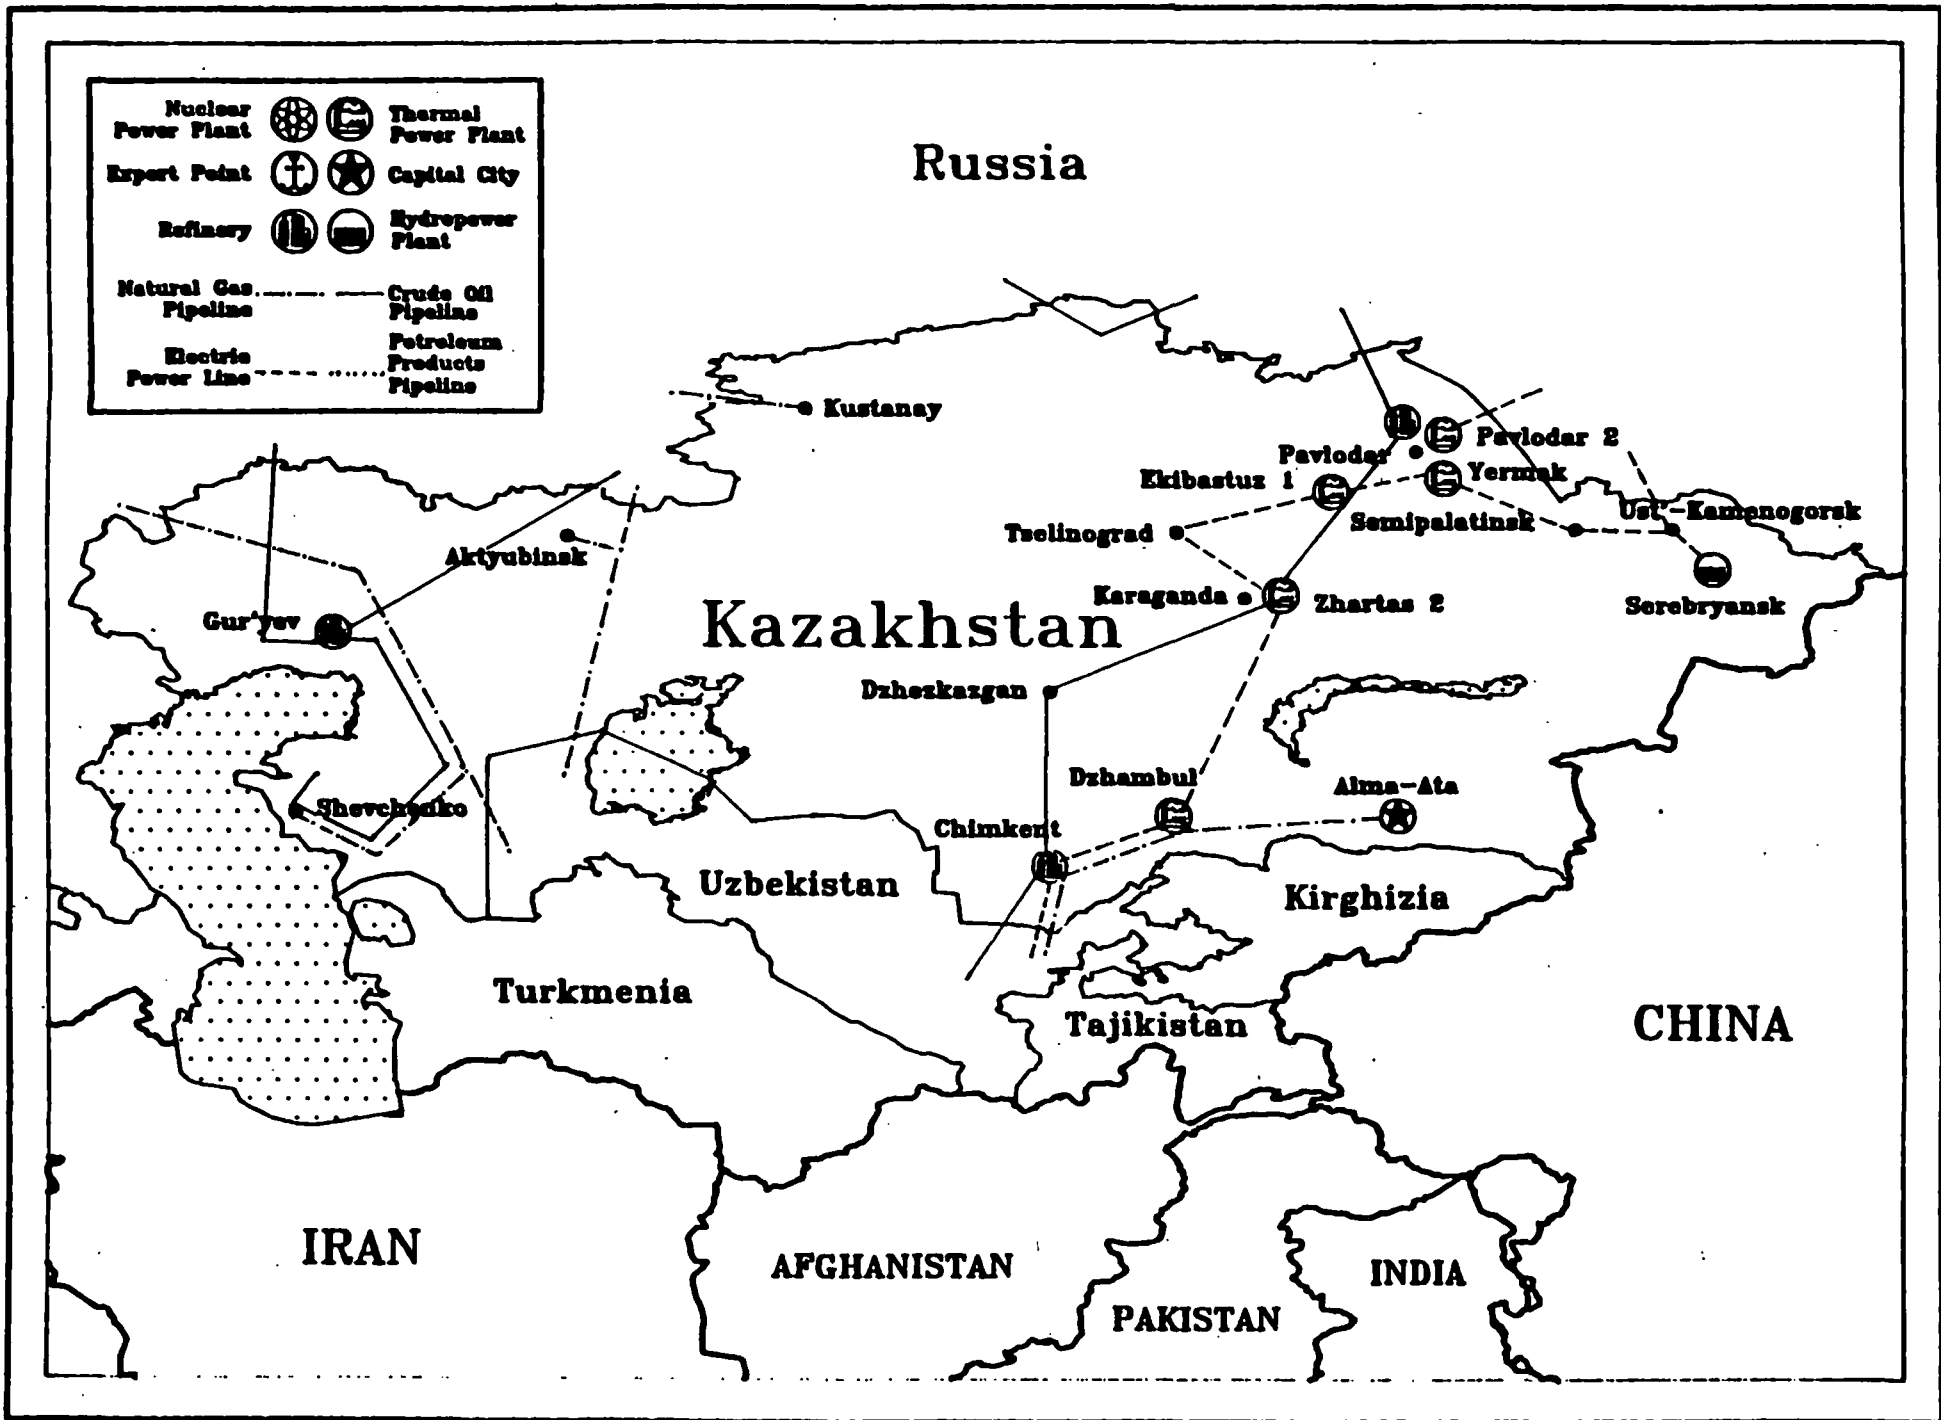 Nuclear
Power Plant
Thermal
Power Plant
Export Point
Capital City
Refinery
Hydropower
Plant
Natural Gas
Pipeline
Crude Oil
Pipeline
Electric
Power Line
Petroleum
Products
Pipeline
Russia
Kustanay
Pavlodar 2
Pavlodar
Yermak
Ekibastuz 1
Semipalatinsk
Ust'-Kamenogorsk
Tselinograd
Aktyubinsk
Karaganda
Zhartas 2
Serebryansk
Gur'yev
Kazakhstan
Dzhezkazgan
Dzhambul
Alma-Ata
Shevchenko
Chimkent
Uzbekistan
Kirghizia
Turkmenia
Tajikistan
CHINA
IRAN
AFGHANISTAN
INDIA
PAKISTAN